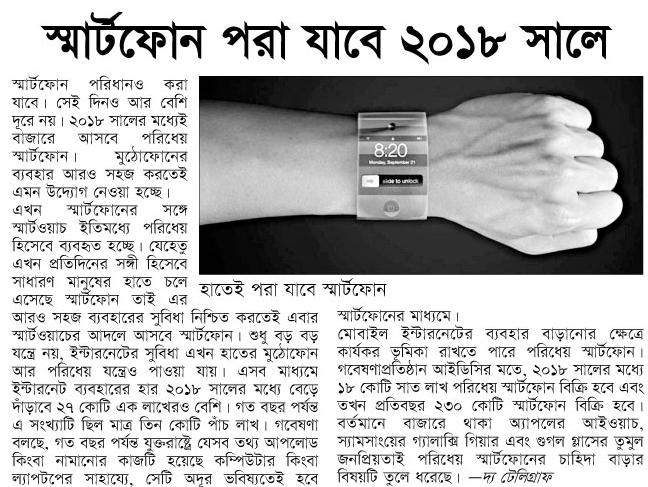 স্মার্টফোন পরা যাবে ২০১৮ সালে
স্মার্টফোন পরিধানও করা
যাবে। সেই দিনও আর বেশি
দূরে নয়। ২০১৮ সালের মধ্যেই
বাজারে আসবে পরিধেয়
স্মার্টফোন। মুঠোফোনের
ব্যবহার আরও সহজ করতেই
এমন উদ্যোগ নেওয়া হচ্ছে।
এখন স্মার্টফোনের সঙ্গে
স্মার্টওয়াচ ইতিমধ্যে পরিধেয়
হিসেবে ব্যবহৃত হচ্ছে। যেহেতু
এখন প্রতিদিনের সঙ্গী হিসেবে
সাধারণ মানুষের হাতে চলে
এসেছে স্মার্টফোন তাই এর
আরও সহজ ব্যবহারের সুবিধা নিশ্চিত করতেই এবার
স্মার্টওয়াচের আদলে আসবে স্মার্টফোন। শুধু বড় বড়
যন্ত্রে নয়, ইন্টারনেটের সুবিধা এখন হাতের মুঠোফোন
আর পরিধেয় যন্ত্রেও পাওয়া যায়। এসব মাধ্যমে
ইন্টারনেট ব্যবহারের হার ২০১৮ সালের মধ্যে বেড়ে
দাঁড়াবে ২৭ কোটি এক লাখেরও বেশি। গত বছর পর্যন্ত
এ সংখ্যাটি ছিল মাত্র তিন কোটি পাঁচ লাখ। গবেষণা
বলছে, গত বছর পর্যন্ত যুক্তরাষ্ট্রে যেসব তথ্য আপলোড
কিংবা নামানোর কাজটি হয়েছে কম্পিউটার কিংবা
ল্যাপটপের সাহায্যে, সেটি অদূর ভবিষ্যতেই হবে
8:20
Monday, September 21
slide to unlock
হাতেই পরা যাবে স্মার্টফোন
স্মার্টফোনের মাধ্যমে।
মোবাইল ইন্টারনেটের ব্যবহার বাড়ানোর ক্ষেত্রে
কার্যকর ভূমিকা রাখতে পারে পরিধেয় স্মার্টফোন।
গবেষণাপ্রতিষ্ঠান আইডিসির মতে, ২০১৮ সালের মধ্যে
১৮ কোটি সাত লাখ পরিধেয় স্মার্টফোন বিক্রি হবে এবং
তখন প্রতিবছর ২৩০ কোটি স্মার্টফোন বিক্রি হবে।
বর্তমানে বাজারে থাকা অ্যাপলের আইওয়াচ,
স্যামসাংয়ের গ্যালাক্সি গিয়ার এবং গুগল গ্লাসের তুমুল
জনপ্রিয়তাই পরিধেয় স্মার্টফোনের চাহিদা বাড়ার
বিষয়টি তুলে ধরেছে। —দ্য টেলিগ্রাফ